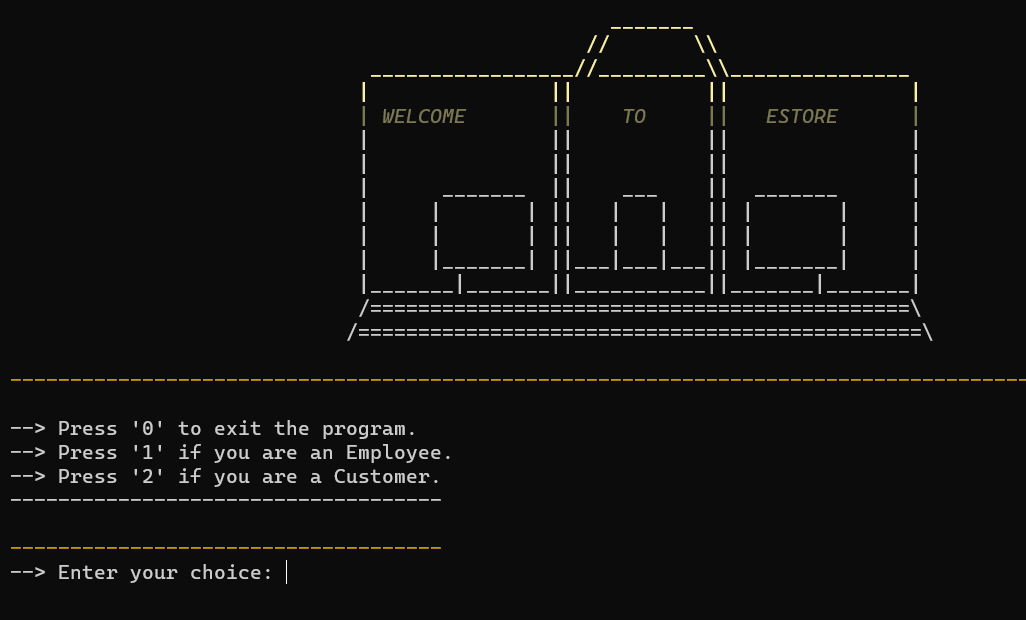 WELCOME TO ESTORE
--> Press '0' to exit the program.
--> Press '1' if you are an Employee.
--> Press '2' if you are a Customer.
--> Enter your choice: